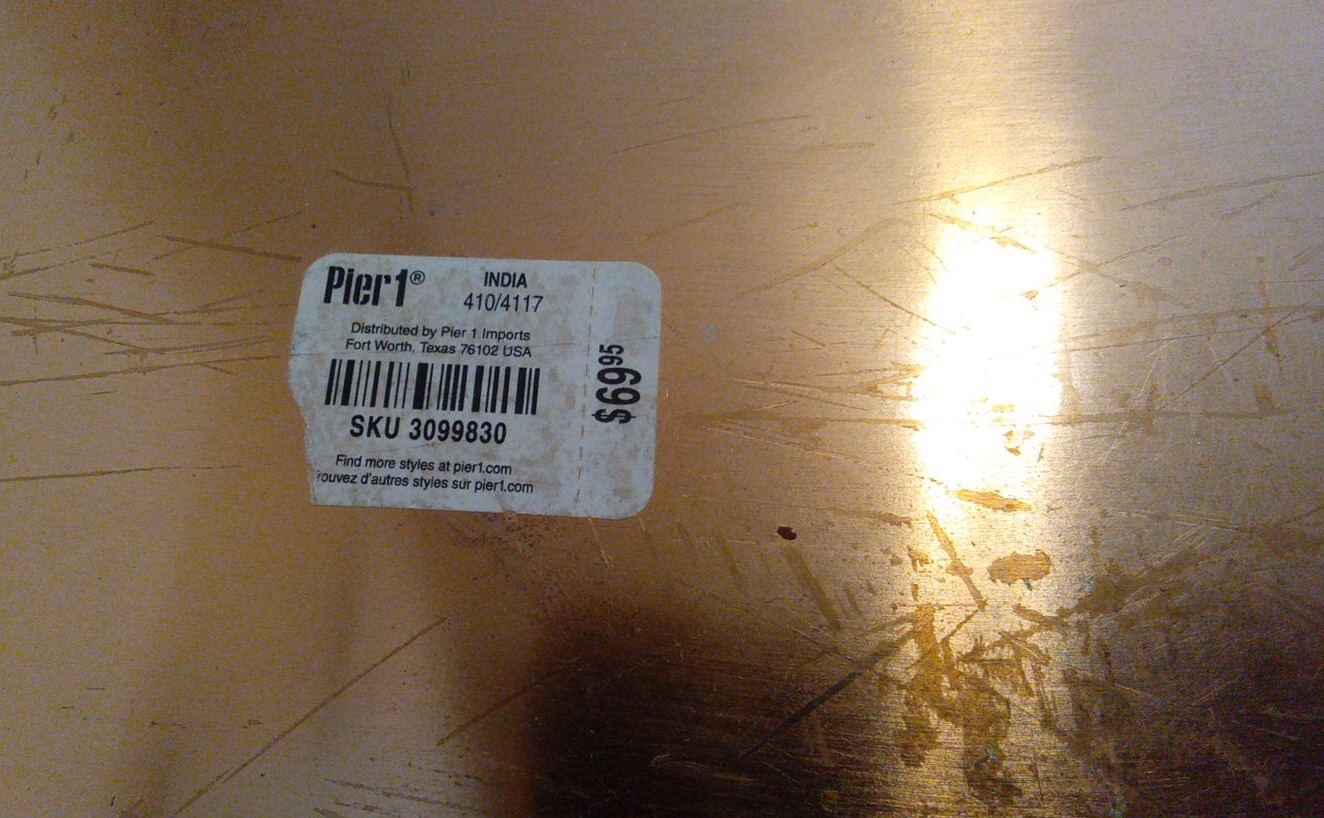 Pier1®
INDIA
410/4117
Distributed by Pier 1 Imports
Fort Worth, Texas 76102 USA
SKU 3099830
Find more styles at pier1.com
rouvez d'autres styles sur pier1.com
$6995